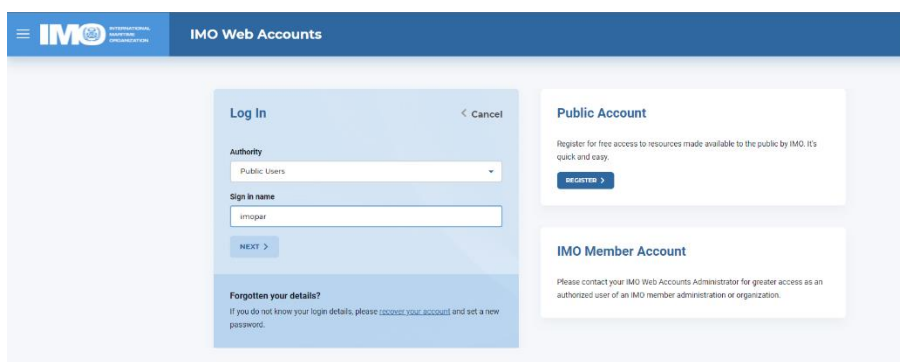 IMO
INTERNATIONAL
MARITIME
ORGANIZATION
IMO Web Accounts
Log In
< Cancel
Authority
Public Users
Sign in name
imopar
NEXT >
Forgotten your details?
If you do not know your login details, please recover your account and set a new
password.
Public Account
Register for free access to resources made available to the public by IMO. It's
quick and easy.
REGISTER >
IMO Member Account
Please contact your IMO Web Accounts Administrator for greater access as an
authorized user of an IMO member administration or organization.